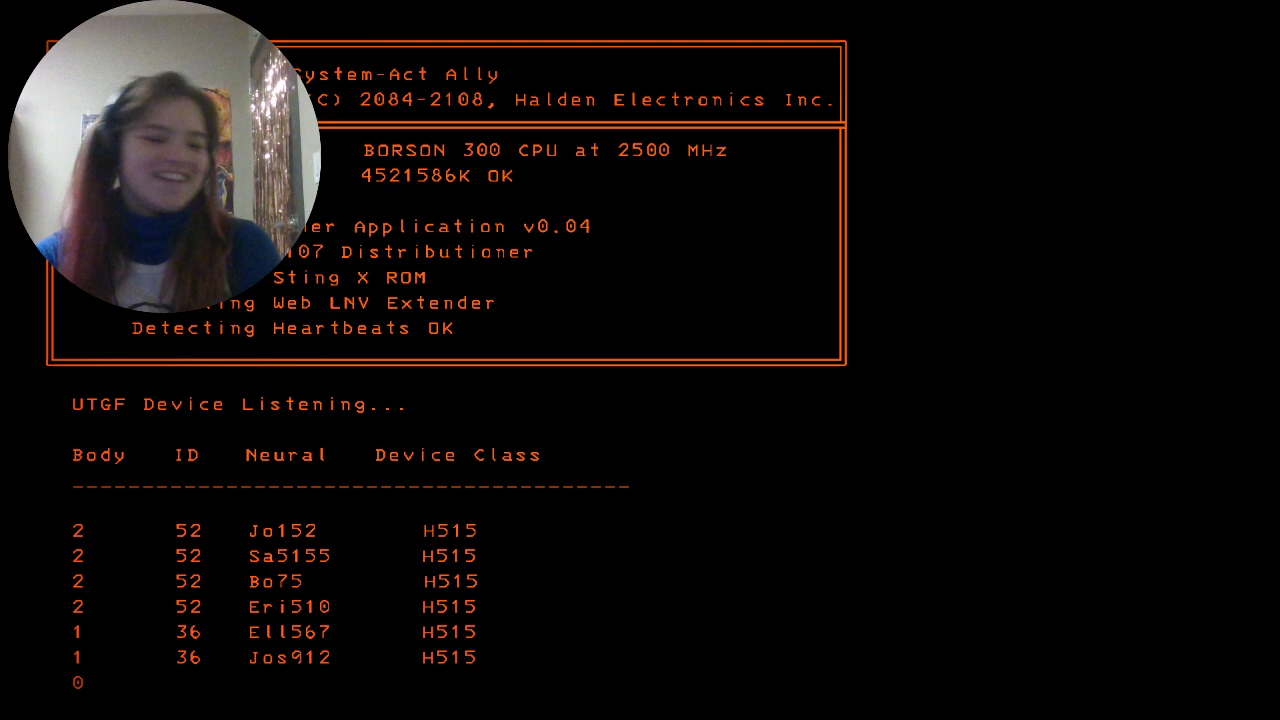 System-Act Ally
(C) 2084-2108, Halden Electronics Inc.
BORSON 300 CPU at 2500 MHz
4521586K OK
Application v0.04
Distributioner
Sting X ROM
Web LNV Extender
Detecting Heartbeats OK
UTGF Device Listening...
Body ID Neural Device Class
----------------------------------------
2 52 Jo152 H515
2 52 Sa5155 H515
2 52 Bo75 H515
2 52 Eri510 H515
1 36 Ell567 H515
1 36 Jos912 H515
0